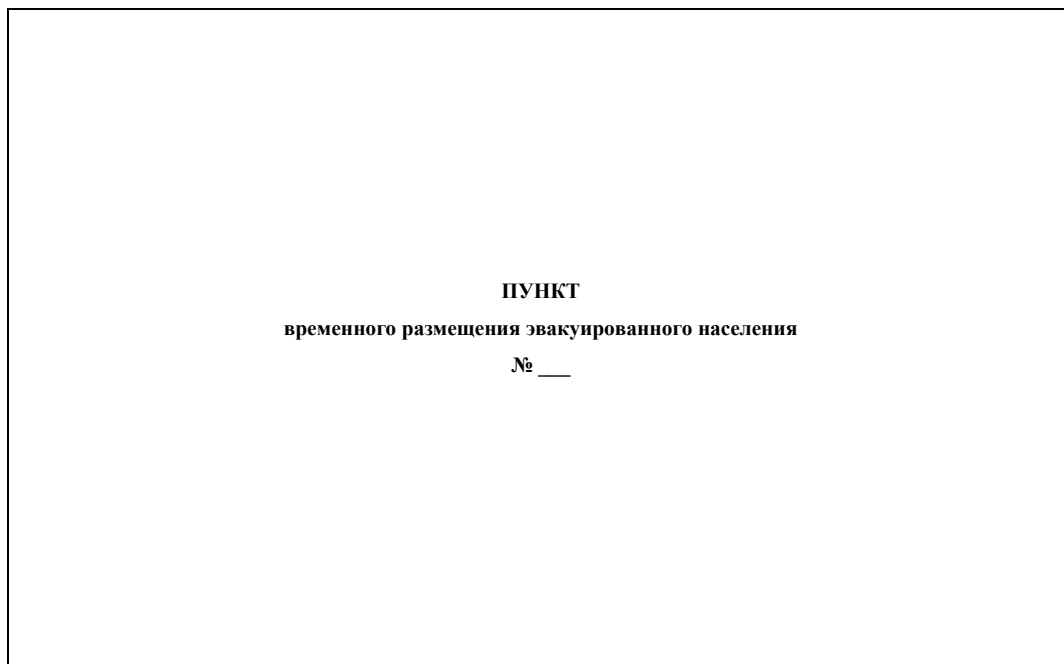 ПУНКТ
временного размещения эвакуированного населения
№ ___